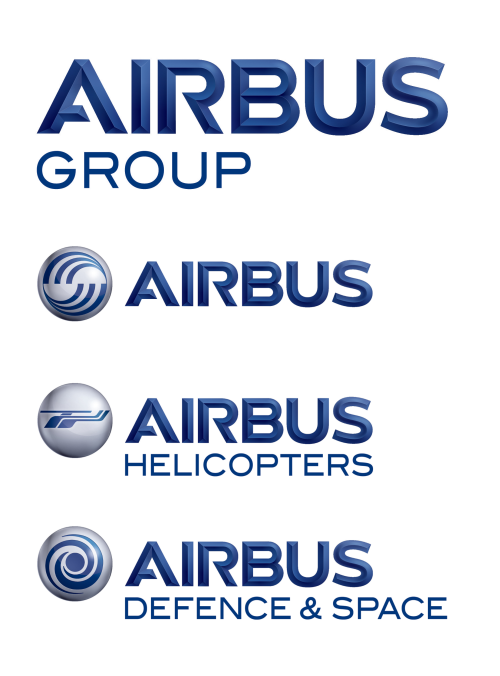 AIRBUS
GROUP
AIRBUS
AIRBUS
HELICOPTERS
AIRBUS
DEFENCE & SPACE